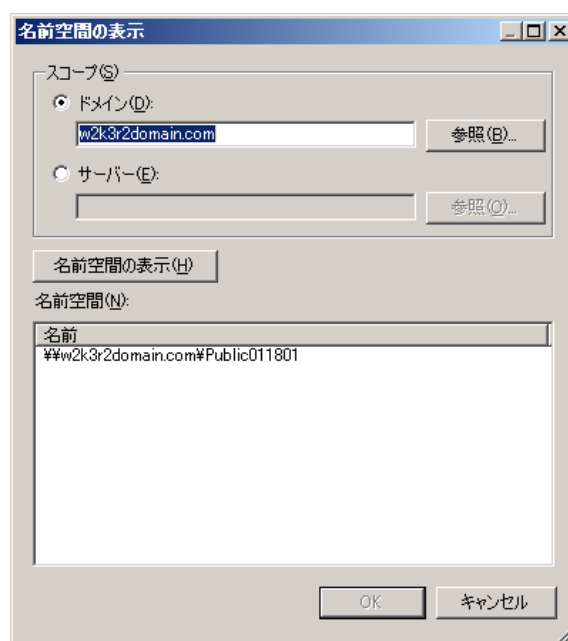 名前空間の表示
スコープ(S)
ドメイン(D):
w2k3r2domain.com
参照(B)...
サーバー(E):
参照(O)...
名前空間の表示(H)
名前空間(N):
名前
¥¥w2k3r2domain.com¥Public011801
OK
キャンセル